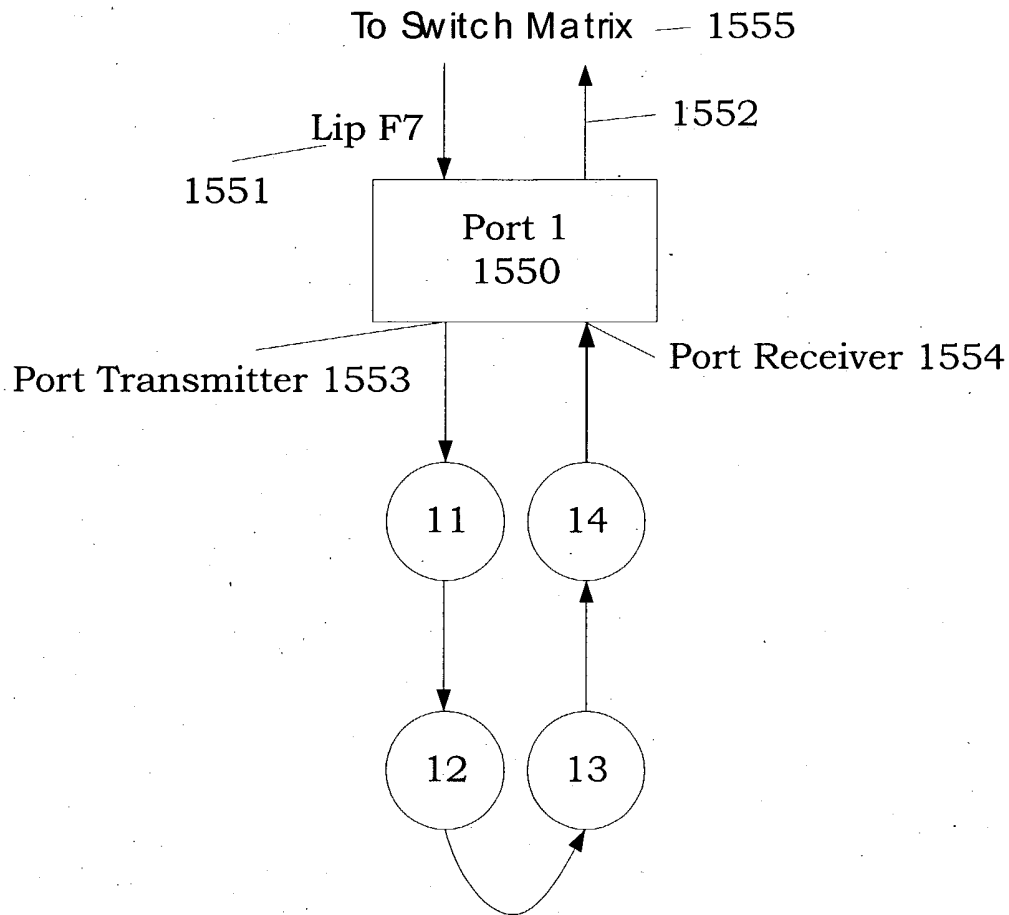 To Switch Matrix 1555
1552
Lip F7
1551
Port 1
1550
Port Receiver 1554
Port Transmitter 1553
11
14
12
13